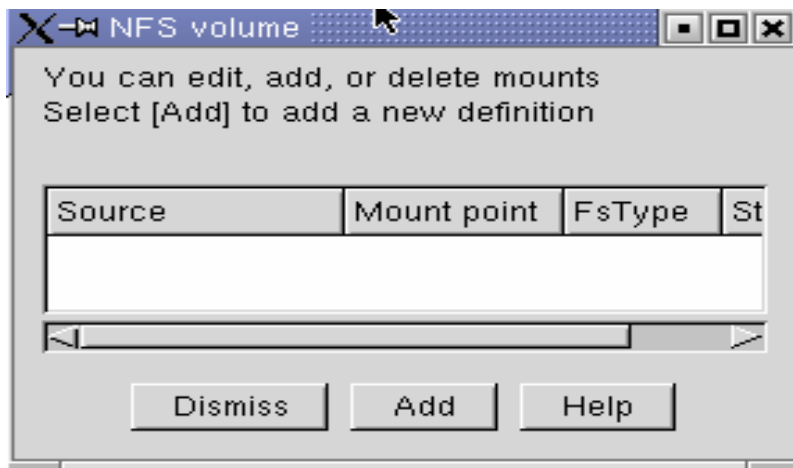 NFS volume
You can edit, add, or delete mounts
Select [Add] to add a new definition
Source Mount point FsType St
Dismiss Add Help